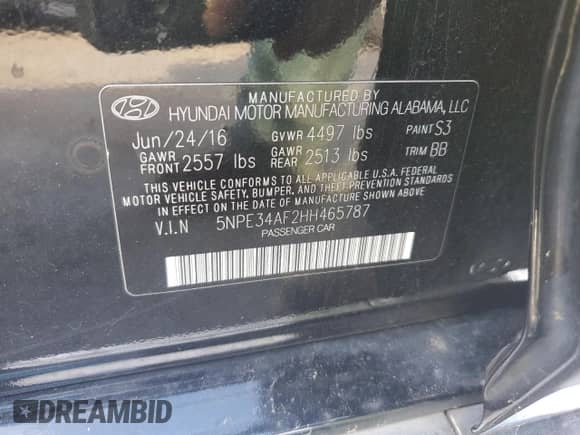 MANUFACTURED BY
HYUNDAI MOTOR MANUFACTURING ALABAMA, LLC
Jun/24/16 GVWR 4497 lbs PAINT S3
GAWR FRONT 2557 lbs GAWR REAR 2513 lbs TRIM BB
THIS VEHICLE CONFORMS TO ALL APPLICABLE U.S.A. FEDERAL
MOTOR VEHICLE SAFETY, BUMPER, AND THEFT PREVENTION STANDARDS
IN EFFECT ON THE DATE OF MANUFACTURE SHOWN ABOVE.
V.I.N 5NPE34AF2HH465787
PASSENGER CAR
DREAMBID